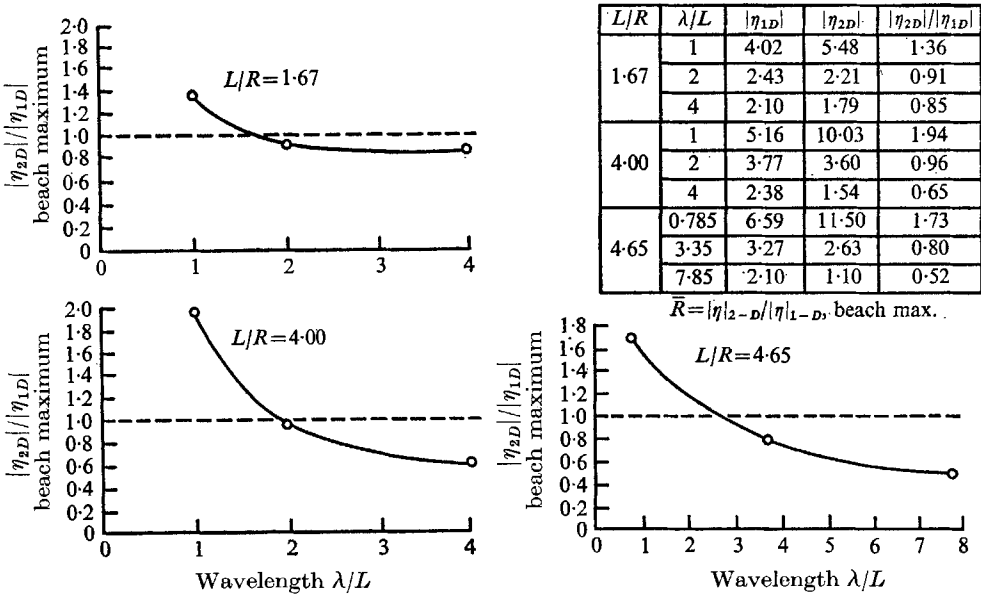 |η2D|/|η1D|
beach maximum
2·0
1·8
1·6
1·4
1·2
1·0
0·8
0·6
0·4
0·2
0
L/R=1·67
0 1 2 3 4
L/R λ/L |η1D| |η2D| |η2D|/|η1D|
1·67
1 4·02 5·48 1·36
2 2·43 2·21 0·91
4 2·10 1·79 0·85
4·00
1 5·16 10·03 1·94
2 3·77 3·60 0·96
4 2·38 1·54 0·65
4·65
0·785 6·59 11·50 1·73
3·35 3·27 2·63 0·80
7·85 2·10 1·10 0·52
R̅=|η|2−D/|η|1−D, beach max.
|η2D|/|η1D|
beach maximum
2·0
1·8
1·6
1·4
1·2
1·0
0·8
0·6
0·4
0·2
0
L/R=4·00
0 1 2 3 4
Wavelength λ/L
|η2D|/|η1D|
beach maximum
1·8
1·6
1·4
1·2
1·0
0·8
0·6
0·4
0·2
0
L/R=4·65
0 1 2 3 4 5 6 7 8
Wavelength λ/L